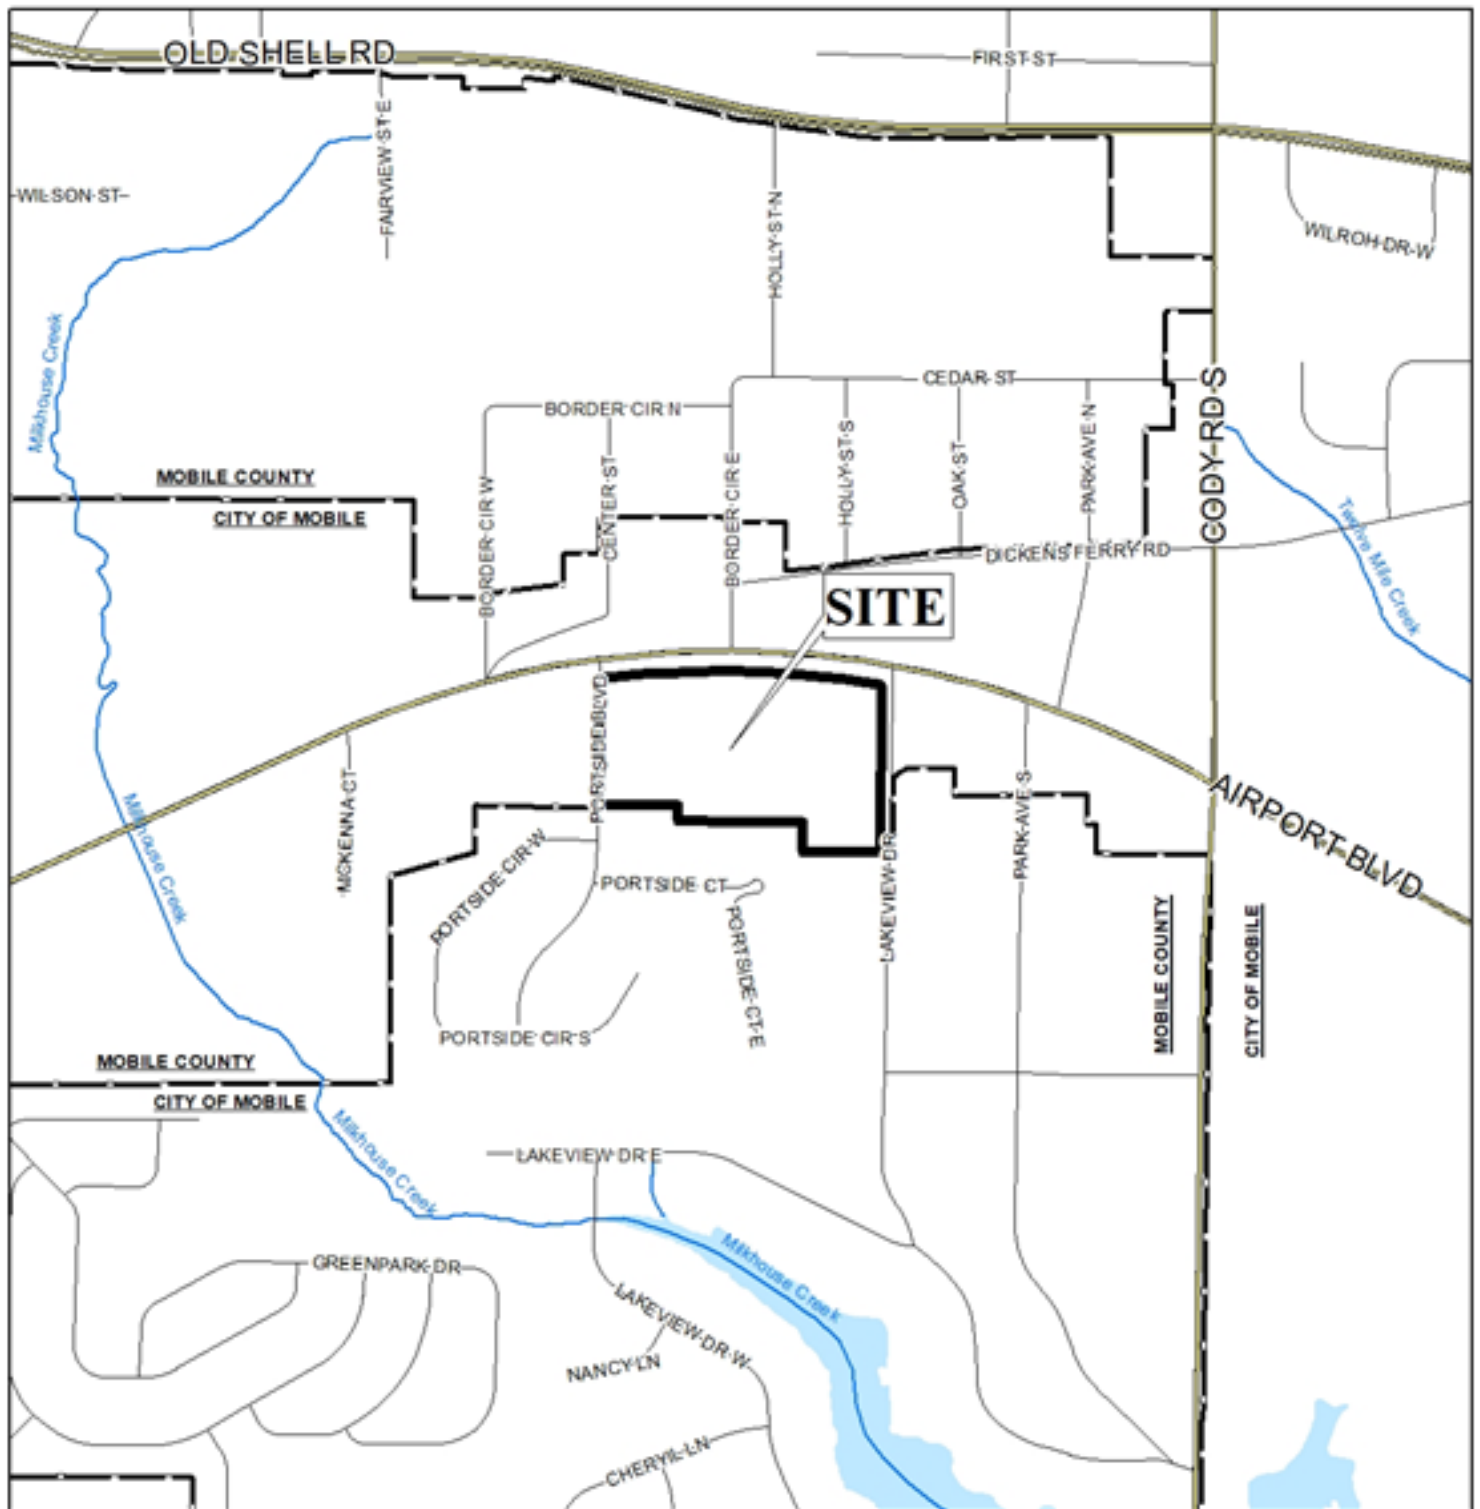 OLD SHELL RD
FIRST ST
FAIRVIEW ST E
WILSON ST
HOLLY ST N
WILROH DR W
Milkhouse Creek
CEDAR ST
BORDER CIR N
CODY RD S
MOBILE COUNTY
CITY OF MOBILE
BORDER CIR W
CENTER ST
BORDER CIR E
HOLLY ST S
OAK ST
PARK AVE N
DICKENS FERRY RD
Twelve Mile Creek
SITE
PORTSIDE BLVD
MCKENNA CT
Milkhouse Creek
PARK AVE S
AIRPORT BLVD
PORTSIDE CIR W
PORTSIDE CT
LAKEVIEW DR
PORTSIDE CT E
MOBILE COUNTY
CITY OF MOBILE
PORTSIDE CIR S
MOBILE COUNTY
CITY OF MOBILE
Milkhouse Creek
LAKEVIEW DR E
GREENPARK DR
Milkhouse Creek
LAKEVIEW DR W
NANCY LN
CHERYIL LN